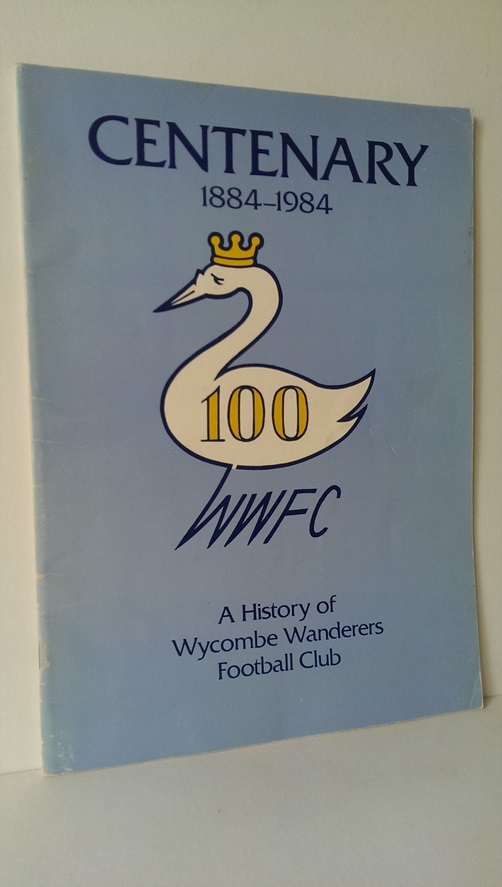 CENTENARY
1884–1984
100
WWFC
A History of
Wycombe Wanderers
Football Club